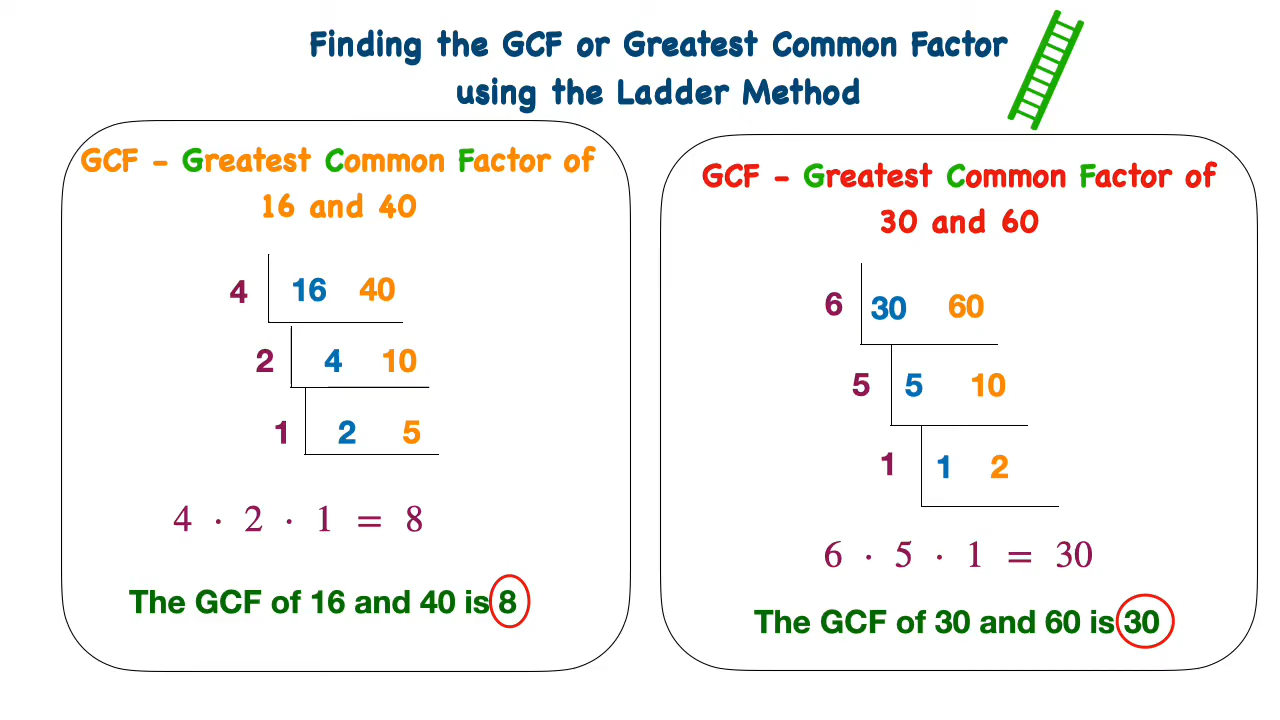 Finding the GCF or Greatest Common Factor
using the Ladder Method
GCF - Greatest Common Factor of
16 and 40
4 16 40
2 4 10
1 2 5
4 · 2 · 1 = 8
The GCF of 16 and 40 is 8
GCF - Greatest Common Factor of
30 and 60
6 30 60
5 5 10
1 1 2
6 · 5 · 1 = 30
The GCF of 30 and 60 is 30